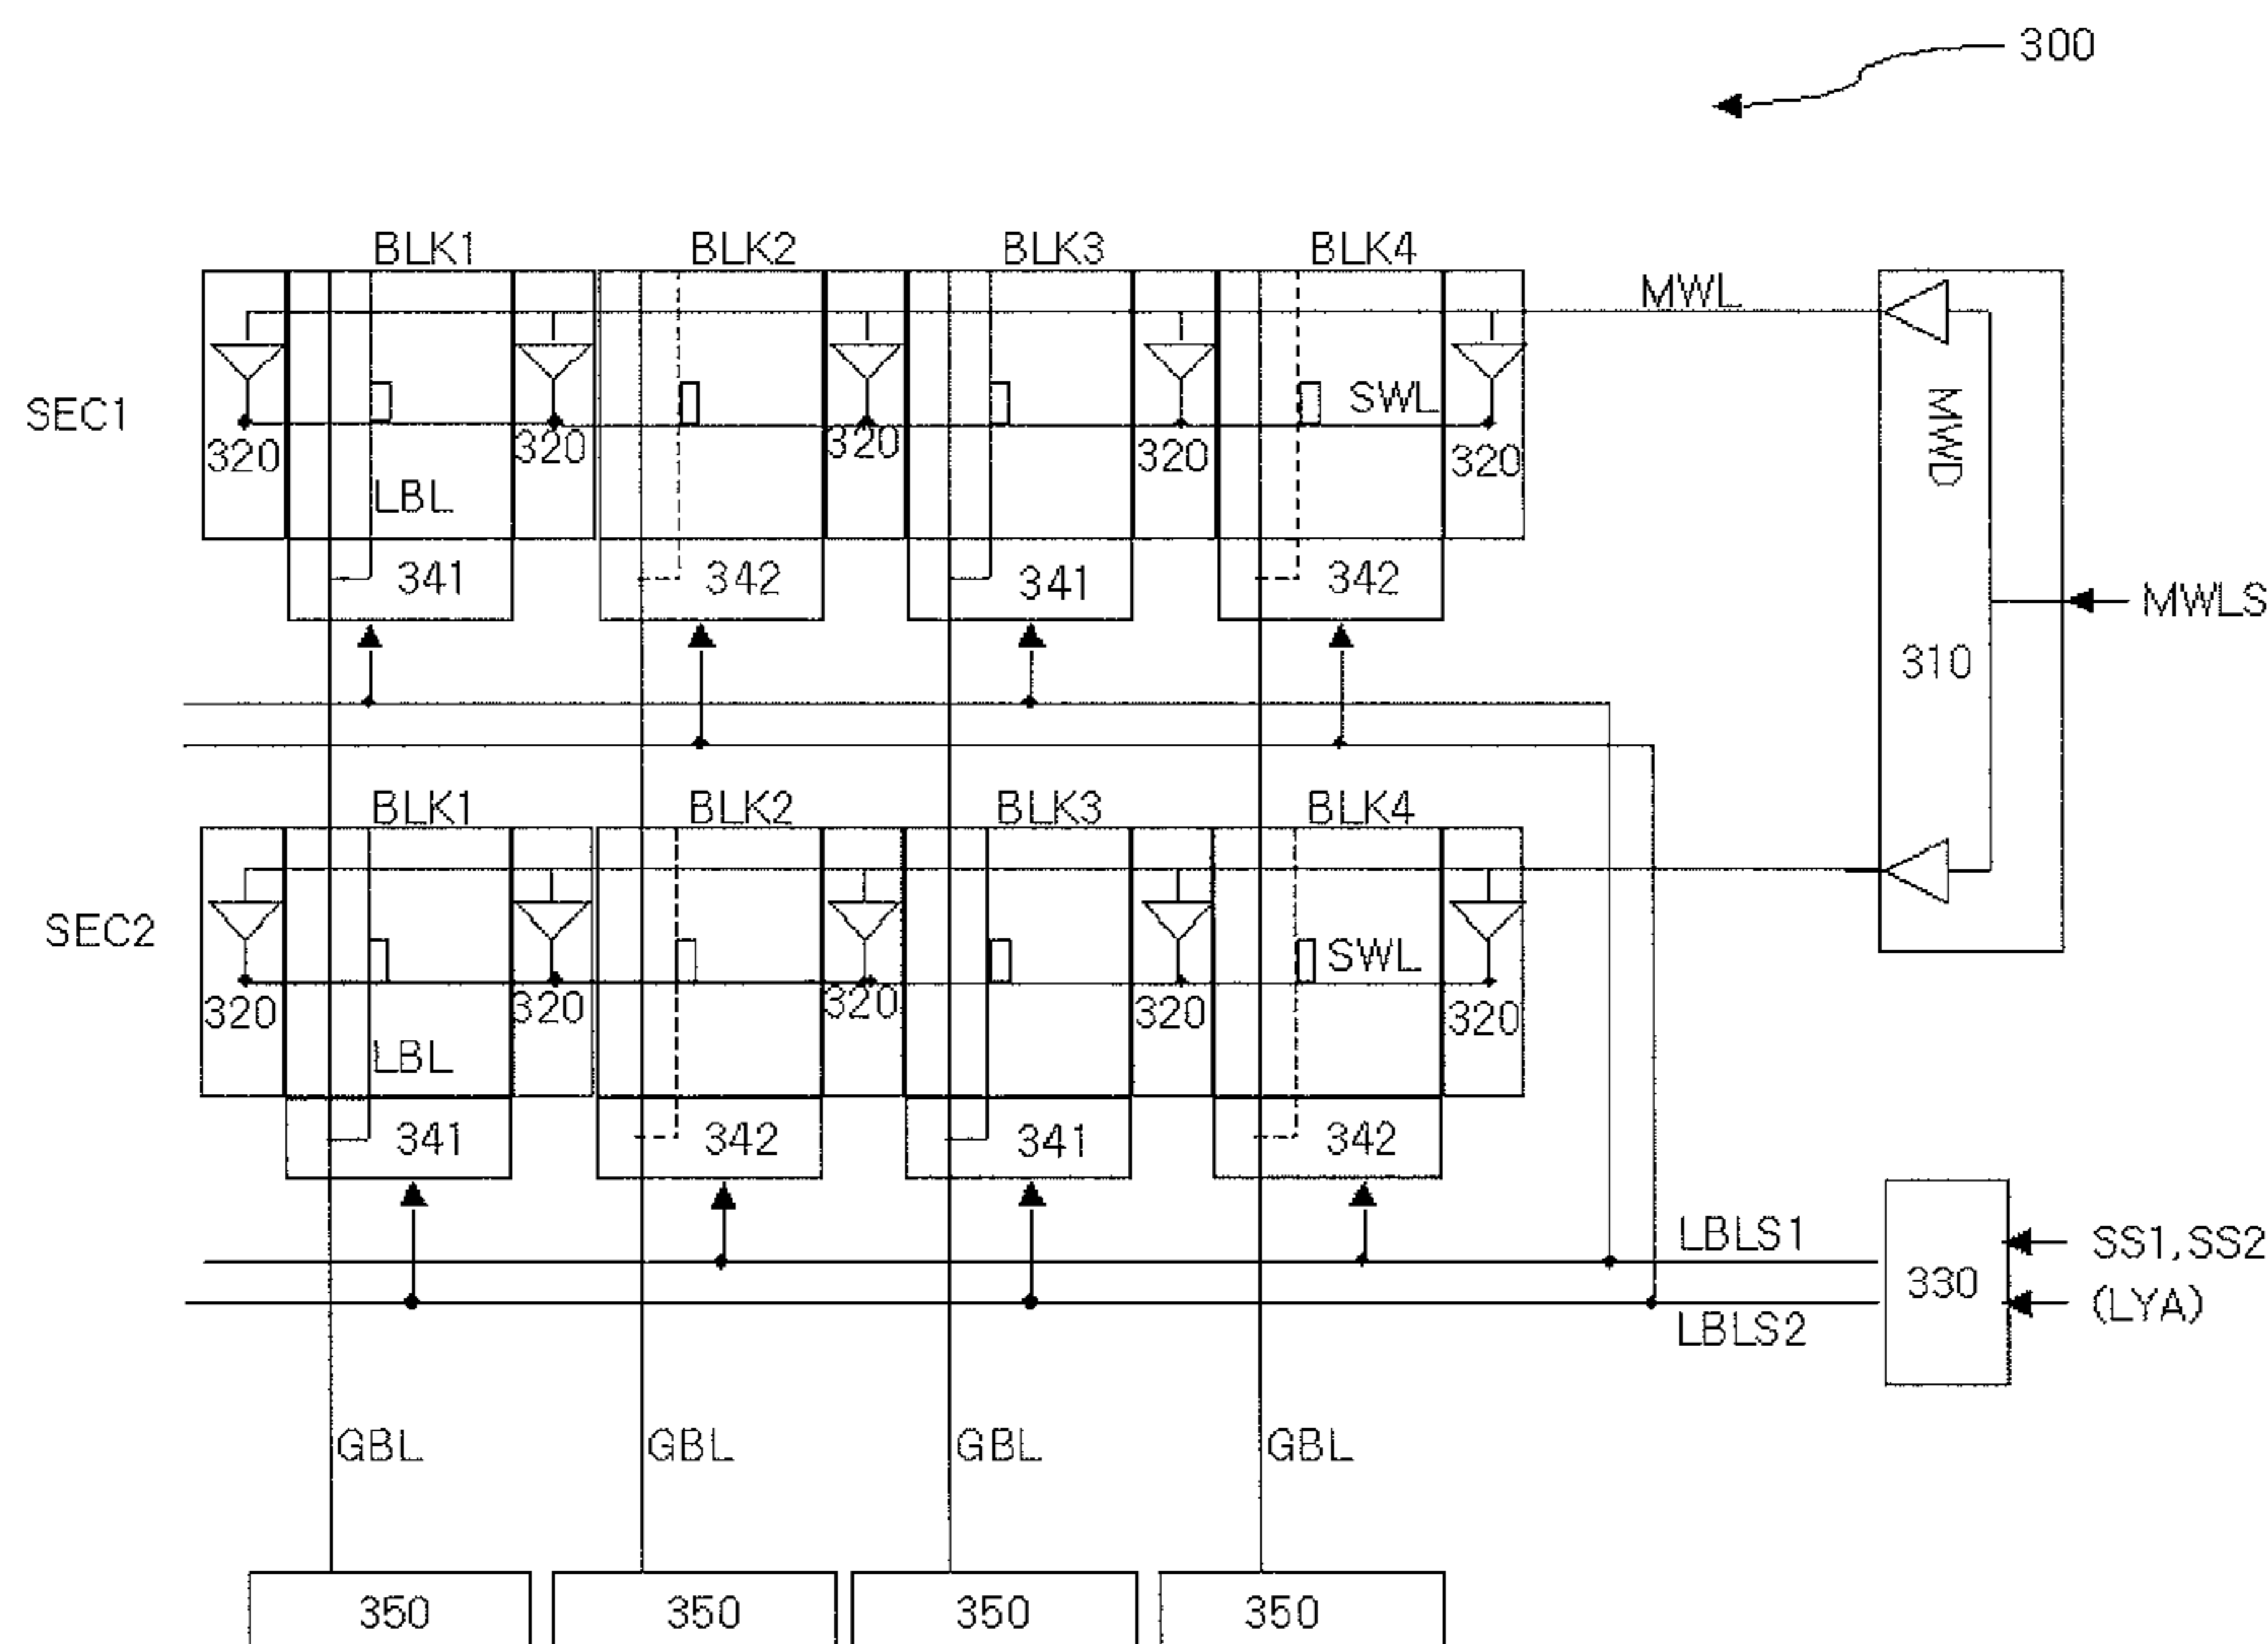 300
BLK1 BLK2 BLK3 BLK4
MWL
SEC1
SWL
MWD
320 320 320 320 320
LBL
341 342 341 342
MWLS
310
BLK1 BLK2 BLK3 BLK4
SEC2
SWL
320 320 320 320 320
LBL
341 342 341 342
LBLS1
SS1,SS2
330
(LYA)
LBLS2
GBL GBL GBL GBL
350 350 350 350